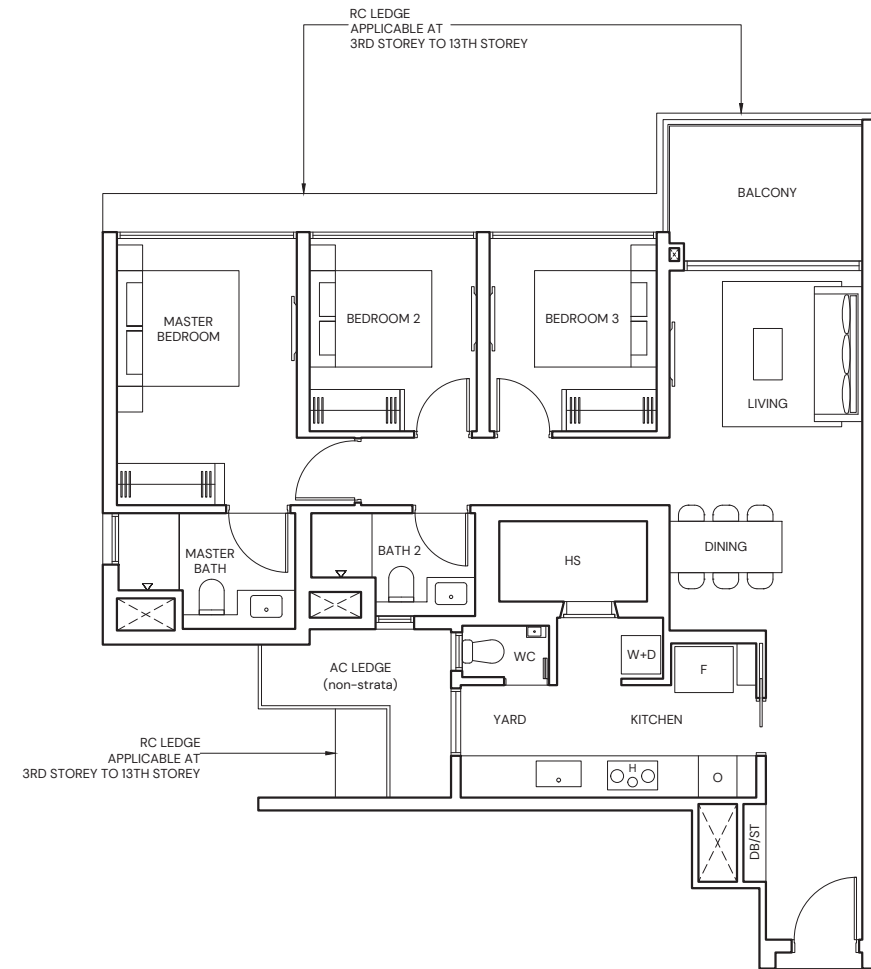 RC LEDGE
APPLICABLE AT
3RD STOREY TO 13TH STOREY
BALCONY
MASTER
BEDROOM
BEDROOM 2
BEDROOM 3
LIVING
MASTER
BATH
BATH 2
HS
DINING
WC
W+D
F
AC LEDGE
(non-strata)
YARD
KITCHEN
RC LEDGE
APPLICABLE AT
3RD STOREY TO 13TH STOREY
H
O
DB/ST